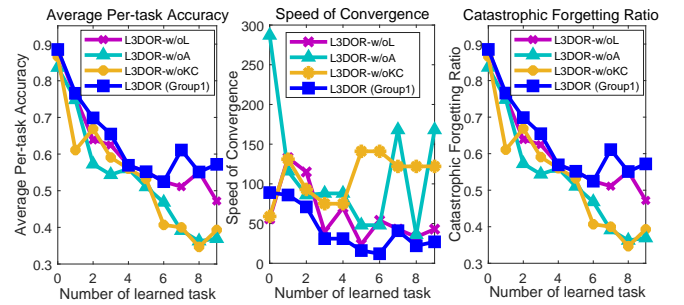 Average Per-task Accuracy
Average Per-task Accuracy
0.9
0.8
0.7
0.6
0.5
0.4
0.3
L3DOR-w/oL
L3DOR-w/oA
L3DOR-w/oKC
L3DOR (Group1)
0 2 4 6 8
Number of learned task
Speed of Convergence
Speed of Convergence
300
250
200
150
100
50
0
L3DOR-w/oL
L3DOR-w/oA
L3DOR-w/oKC
L3DOR (Group1)
0 2 4 6 8
Number of learned task
Catastrophic Forgetting Ratio
Catastrophic Forgetting Ratio
0.9
0.8
0.7
0.6
0.5
0.4
0.3
L3DOR-w/oL
L3DOR-w/oA
L3DOR-w/oKC
L3DOR (Group1)
0 2 4 6 8
Number of learned task